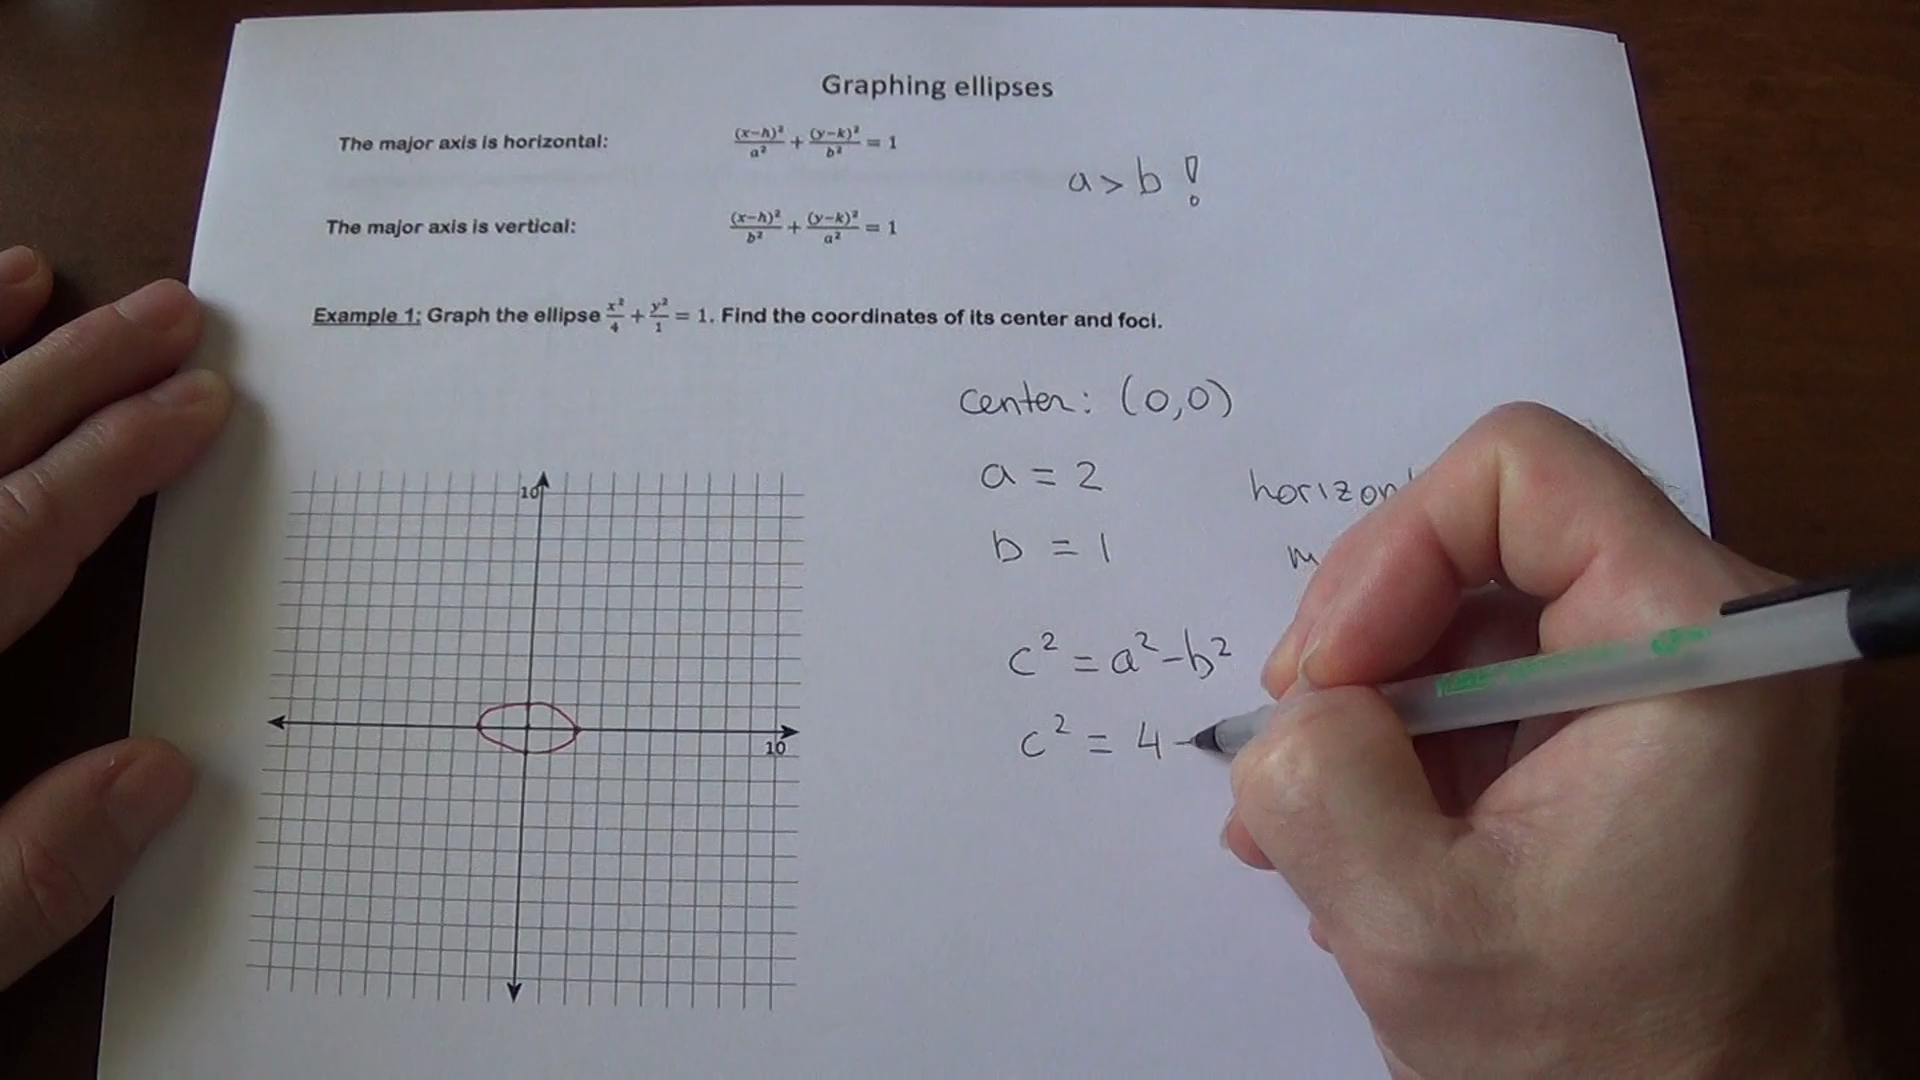 Graphing ellipses
The major axis is horizontal: (x−h)²/a² + (y−k)²/b² = 1
a > b !
The major axis is vertical: (x−h)²/b² + (y−k)²/a² = 1
Example 1: Graph the ellipse x²/4 + y²/1 = 1. Find the coordinates of its center and foci.
center: (0,0)
a = 2
horizon
b = 1
m
c² = a² − b²
c² = 4 −
10
10